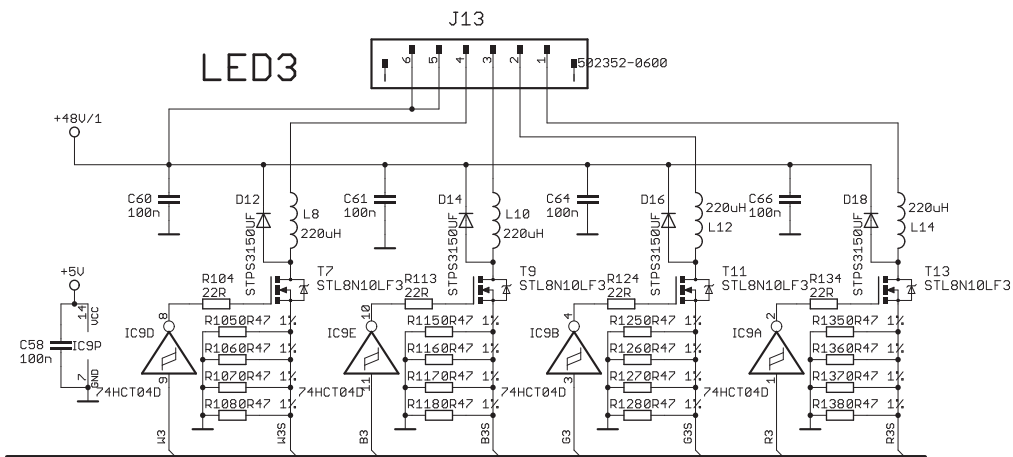 J13
LED3
6 5 4 3 2 1
502352-0600
+48V/1
C60
100n
D12
STPS3150UF
L8
220uH
C61
100n
D14
STPS3150UF
L10
220uH
C64
100n
D16
STPS3150UF
220uH
L12
C66
100n
D18
STPS3150UF
220uH
L14
+5V
14
VCC
C58
100n
IC9P
7
GND
R104
22R
T7
STL8N10LF3
8
IC9D
9
74HCT04D
R105 0R47 1%
R106 0R47 1%
R107 0R47 1%
R108 0R47 1%
W3
W3S
R113
22R
T9
STL8N10LF3
10
IC9E
11
74HCT04D
R115 0R47 1%
R116 0R47 1%
R117 0R47 1%
R118 0R47 1%
B3
B3S
R124
22R
T11
STL8N10LF3
4
IC9B
3
74HCT04D
R125 0R47 1%
R126 0R47 1%
R127 0R47 1%
R128 0R47 1%
G3
G3S
R134
22R
T13
STL8N10LF3
2
IC9A
1
74HCT04D
R135 0R47 1%
R136 0R47 1%
R137 0R47 1%
R138 0R47 1%
R3
R3S